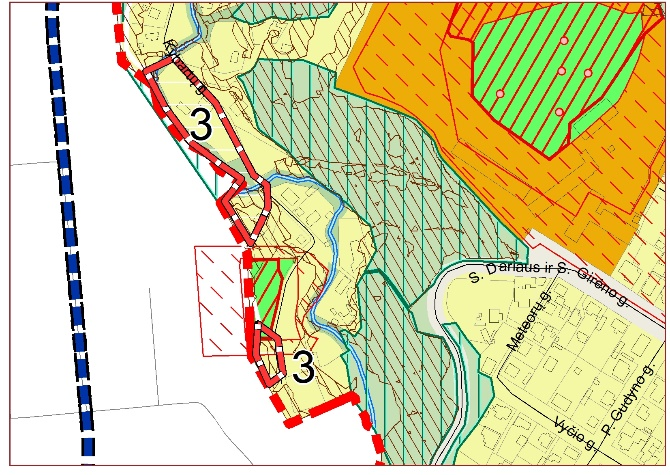 3
S. Dariaus ir S. Girėno g.
Meteorų g.
3
P. Gudyno g.
Vyčio g.